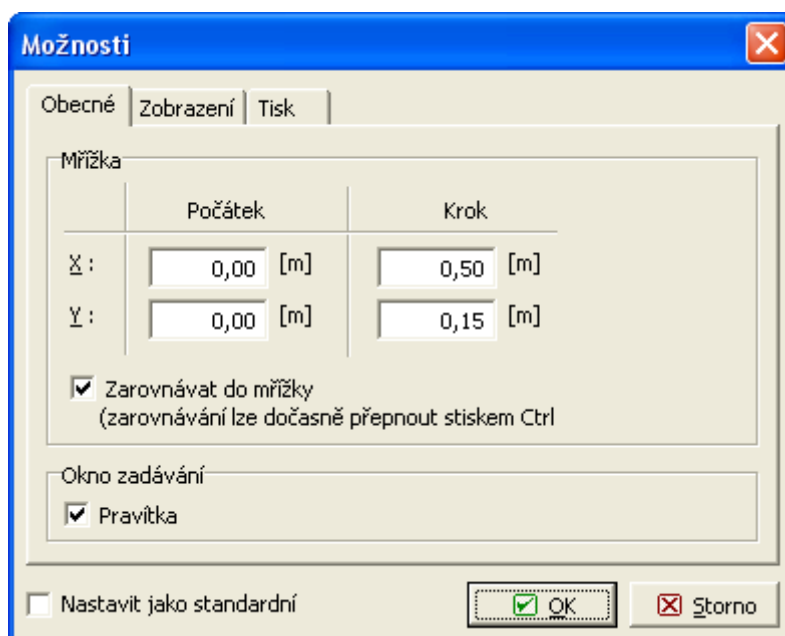 Možnosti
Obecné Zobrazení Tisk
Mřížka
Počátek Krok
X : 0,00 [m] 0,50 [m]
Y : 0,00 [m] 0,15 [m]
Zarovnávat do mřížky
(zarovnávání lze dočasně přepnout stiskem Ctrl
Okno zadávání
Pravítka
Nastavit jako standardní OK Storno